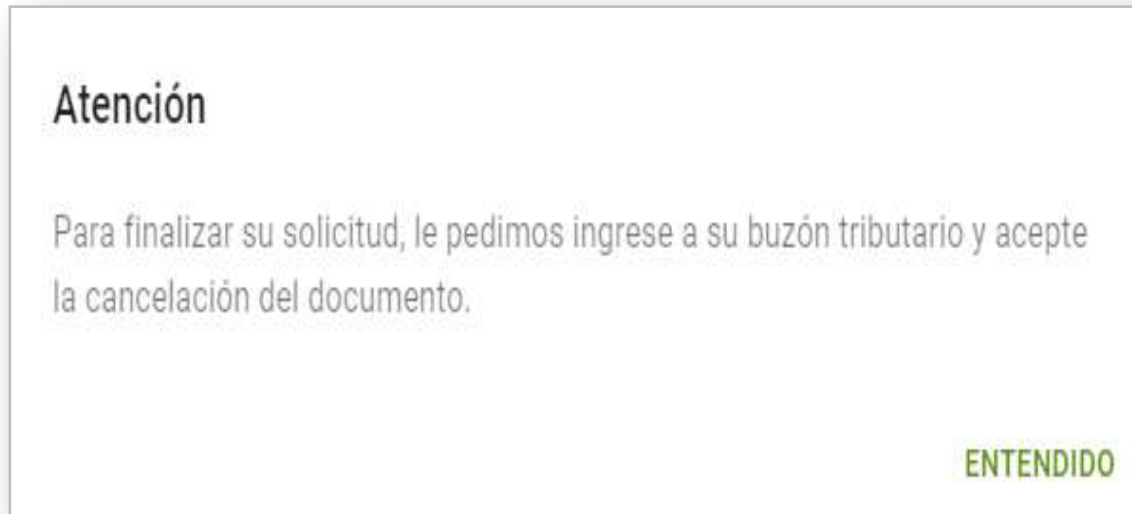 Atención
Para finalizar su solicitud, le pedimos ingrese a su buzón tributario y acepte
la cancelación del documento.
ENTENDIDO